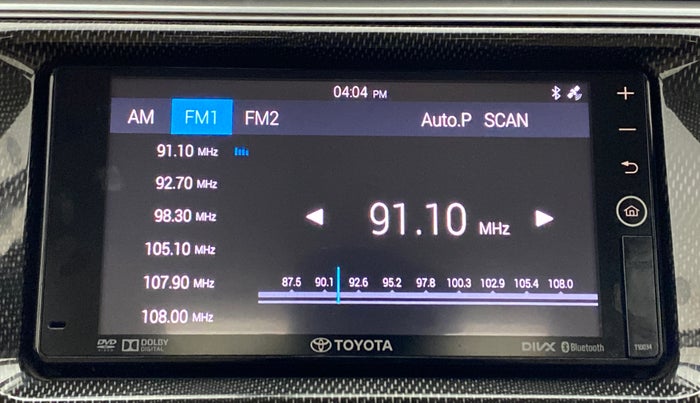 04:04 PM
AM FM1 FM2 Auto.P SCAN
91.10 MHz
92.70 MHz
98.30 MHz
105.10 MHz
107.90 MHz
108.00 MHz
91.10 MHz
87.5 90.1 92.6 95.2 97.8 100.3 102.9 105.4 108.0
DVD DOLBY DIGITAL TOYOTA DIVX Bluetooth T10034